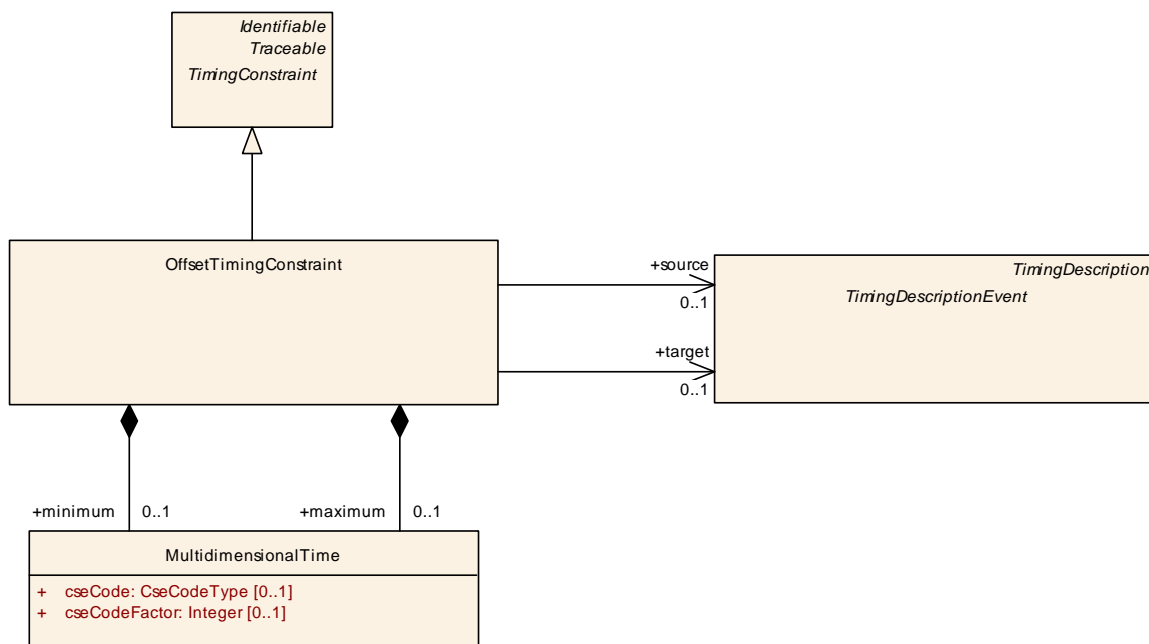 Identifiable
Traceable
TimingConstraint
OffsetTimingConstraint
+source
0..1
TimingDescription
TimingDescriptionEvent
+target
0..1
+minimum 0..1
+maximum 0..1
MultidimensionalTime
+ cseCode: CseCodeType [0..1]
+ cseCodeFactor: Integer [0..1]